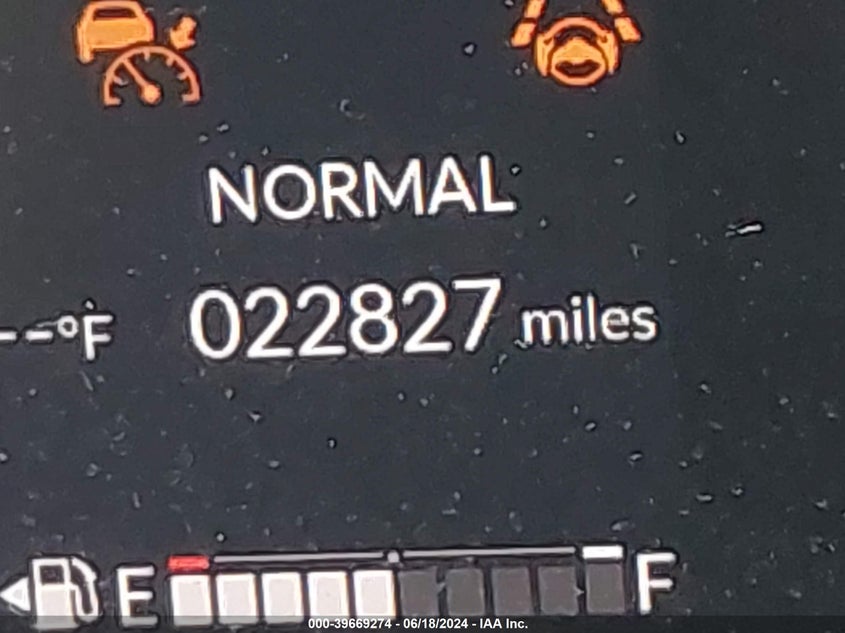 NORMAL
022827 miles
--°F
E F
000-39669274 - 06/18/2024 - IAA Inc.